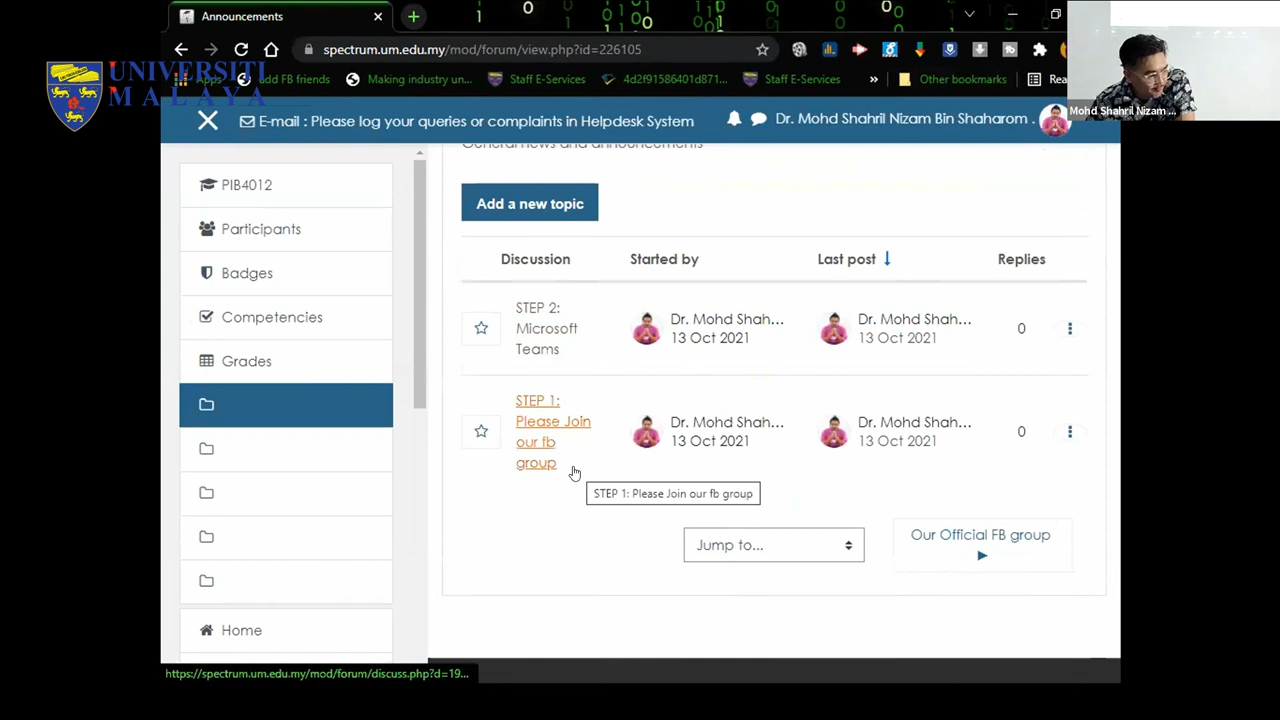 Announcements
spectrum.um.edu.my/mod/forum/view.php?id=226105
Apps
add FB friends
Making industry un...
Staff E-Services
4d2f91586401d871...
Staff E-Services
»
Other bookmarks
Rea
UNIVERSITI
MALAYA
E-mail : Please log your queries or complaints in Helpdesk System
Dr. Mohd Shahril Nizam Bin Shaharom .
Mohd Shahril Nizam ...
General news and announcements
PIB4012
Participants
Badges
Competencies
Grades
Home
Add a new topic
Discussion
Started by
Last post
Replies
STEP 2:
Microsoft
Teams
Dr. Mohd Shah...
13 Oct 2021
Dr. Mohd Shah...
13 Oct 2021
0
STEP 1:
Please Join
our fb
group
Dr. Mohd Shah...
13 Oct 2021
Dr. Mohd Shah...
13 Oct 2021
0
STEP 1: Please Join our fb group
Jump to...
Our Official FB group
https://spectrum.um.edu.my/mod/forum/discuss.php?d=19...